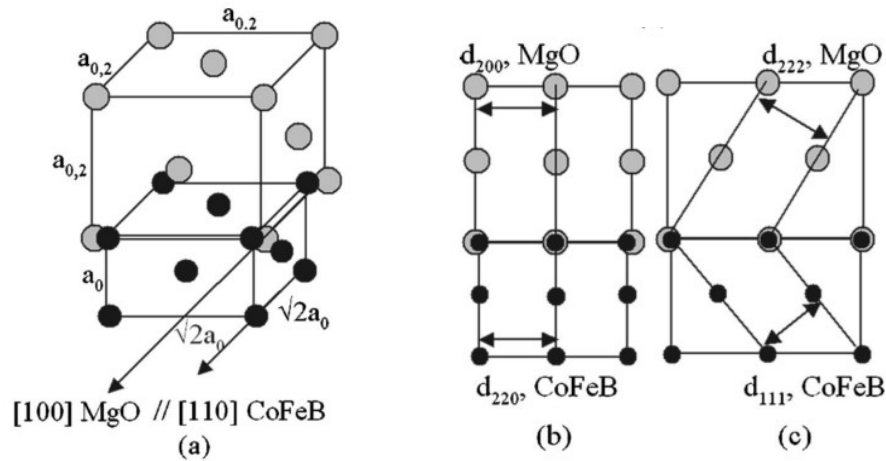 a₀.₂
a₀,₂
a₀,₂
a₀
√2a₀
√2a₀
[100] MgO // [110] CoFeB
(a)
d₂₀₀, MgO
d₂₂₀, CoFeB
(b)
d₂₂₂, MgO
d₁₁₁, CoFeB
(c)